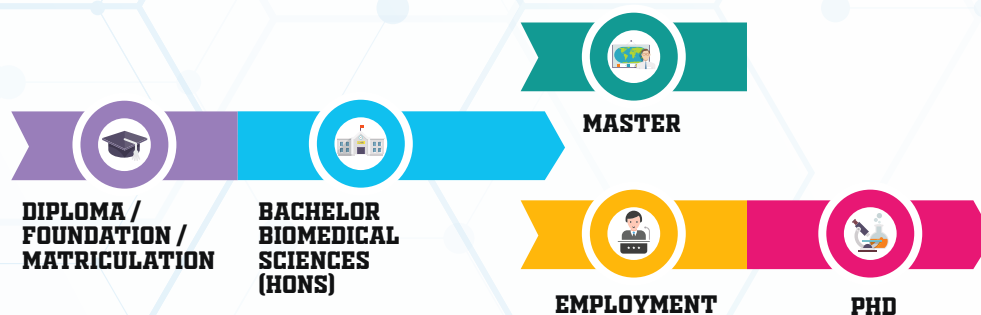 MASTER
DIPLOMA /
FOUNDATION /
MATRICULATION
BACHELOR
BIOMEDICAL
SCIENCES
(HONS)
EMPLOYMENT
PHD